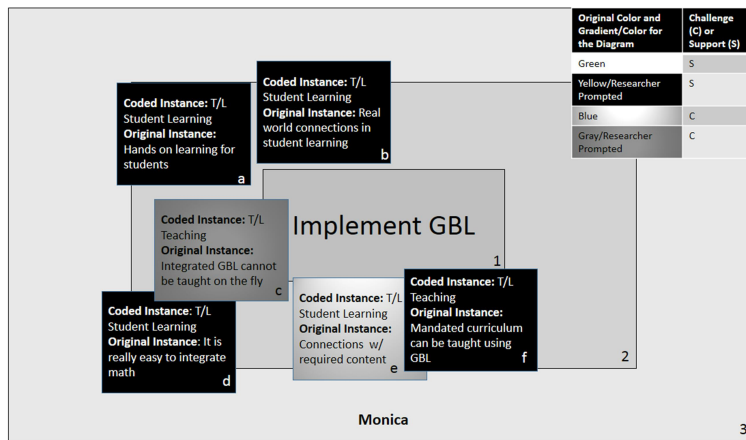 Original Color and
Gradient/Color for
the Diagram
Challenge
(C) or
Support (S)
Green
S
Yellow/Researcher
Prompted
S
Blue
C
Gray/Researcher
Prompted
C
Coded Instance: T/L
Student Learning
Original Instance:
Hands on learning for
students
a
Coded Instance: T/L
Student Learning
Original Instance: Real
world connections in
student learning
b
Coded Instance: T/L
Teaching
Original Instance:
Integrated GBL cannot
be taught on the fly
c
Implement GBL
1
Coded Instance: T/L
Student Learning
Original Instance: It is
really easy to integrate
math
d
Coded Instance: T/L
Student Learning
Original Instance:
Connections w/
required content
e
Coded Instance: T/L
Teaching
Original Instance:
Mandated curriculum
can be taught using
GBL
f
2
Monica
3